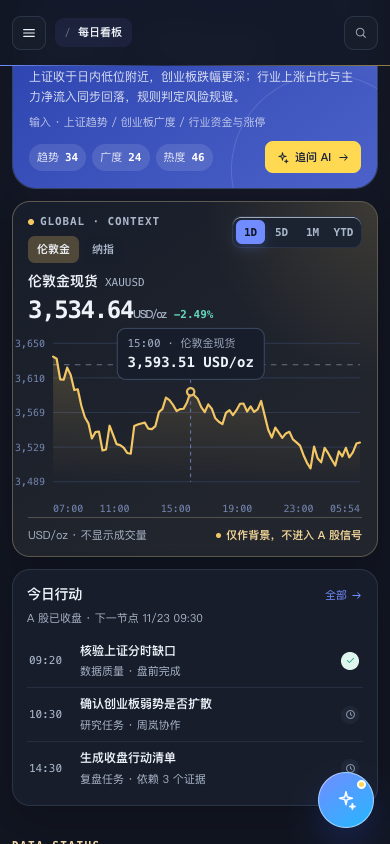 / 每日看板
上证收于日内低位附近，创业板跌幅更深；行业上涨占比与主
力净流入同步回落，规则判定风险规避。
输入 · 上证趋势 / 创业板广度 / 行业资金与涨停
趋势 34 广度 24 热度 46 追问 AI →
GLOBAL · CONTEXT
1D 5D 1M YTD
伦敦金 纳指
伦敦金现货 XAUUSD
3,534.64USD/oz −2.49%
15:00 · 伦敦金现货
3,593.51 USD/oz
3,650
3,610
3,569
3,529
3,489
07:00 11:00 15:00 19:00 23:00 05:54
USD/oz · 不显示成交量 仅作背景，不进入 A 股信号
今日行动 全部 →
A 股已收盘 · 下一节点 11/23 09:30
09:20 核验上证分时缺口
数据质量 · 盘前完成
10:30 确认创业板弱势是否扩散
研究任务 · 周岚协作
14:30 生成收盘行动清单
复盘任务 · 依赖 3 个证据
DATA STATUS